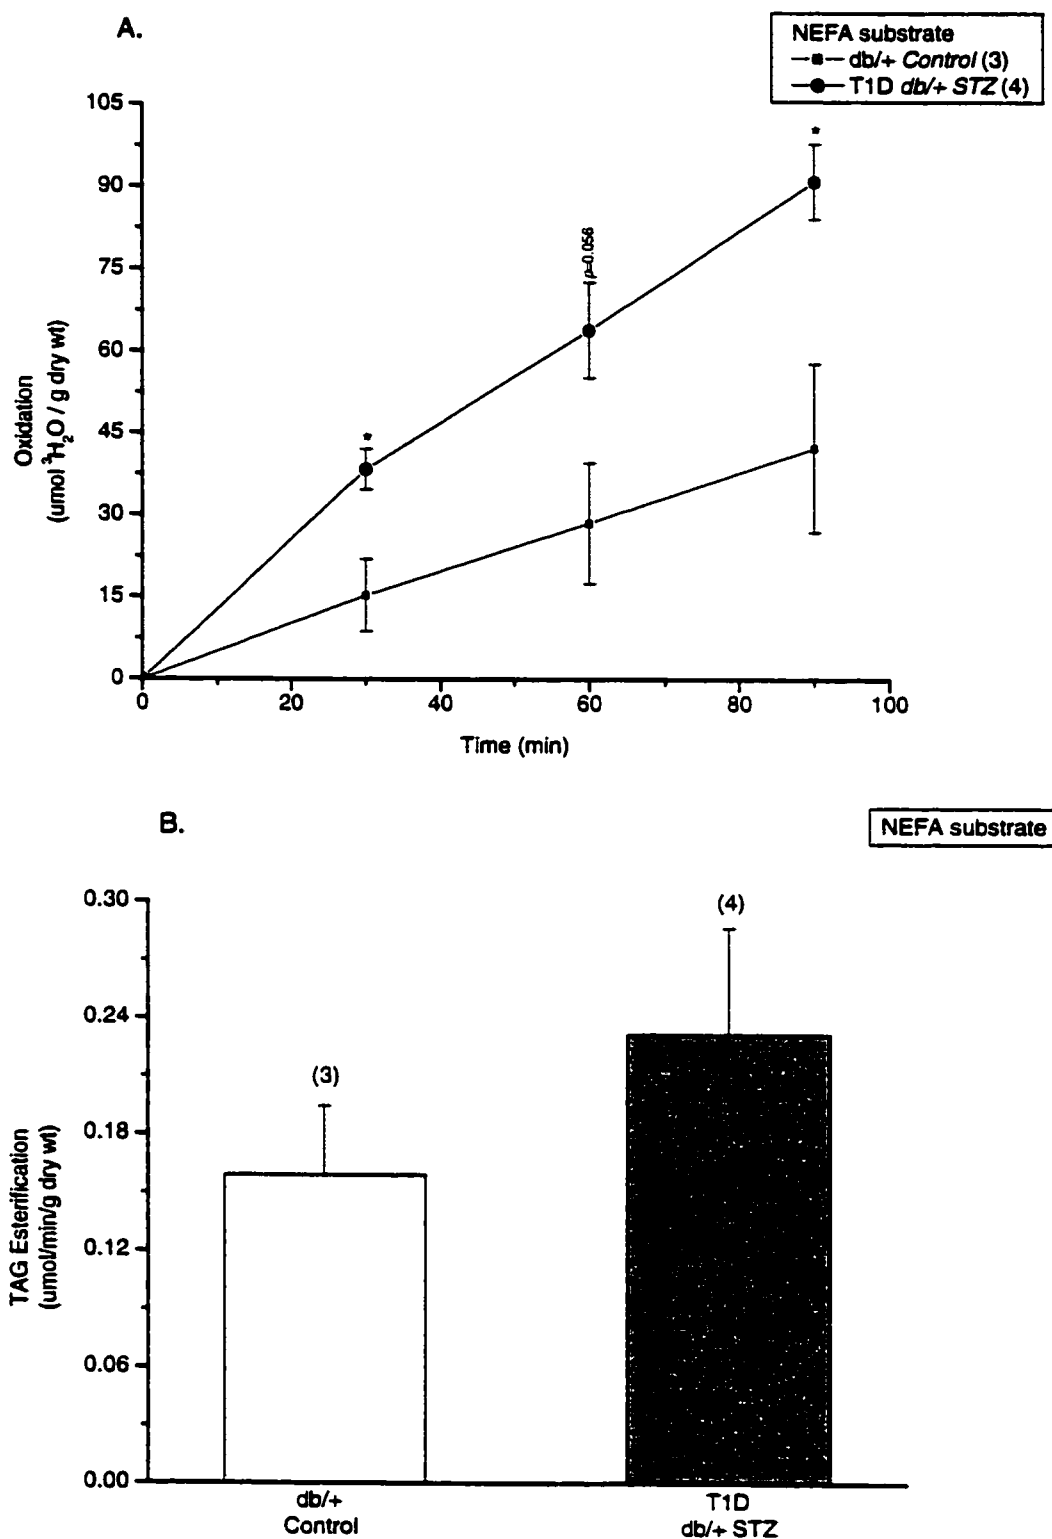 A.
NEFA substrate
db/+ Control (3)
T1D db/+ STZ (4)
105
90
75
60
45
30
15
0
Oxidation
(umol ³H₂O / g dry wt)
*
p=0.056
*
0
20
40
60
80
100
Time (min)
B.
NEFA substrate
0.30
0.24
0.18
0.12
0.06
0.00
TAG Esterification
(umol/min/g dry wt)
(3)
(4)
db/+
Control
T1D
db/+ STZ